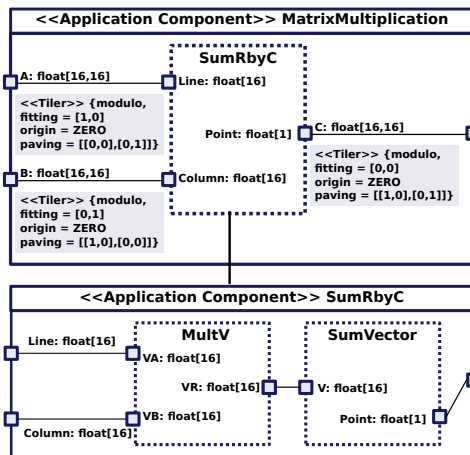 <<Application Component>> MatrixMultiplication
SumRbyC
A: float[16,16]
Line: float[16]
<<Tiler>> {modulo,
fitting = [1,0]
origin = ZERO
paving = [[0,0],[0,1]]}
Point: float[1]
C: float[16,16]
<<Tiler>> {modulo,
fitting = [0,0]
origin = ZERO
paving = [[1,0],[0,1]]}
B: float[16,16]
Column: float[16]
<<Tiler>> {modulo,
fitting = [0,1]
origin = ZERO
paving = [[1,0],[0,0]]}
<<Application Component>> SumRbyC
MultV
SumVector
Line: float[16]
VA: float[16]
VR: float[16]
V: float[16]
VB: float[16]
Point: float[1]
Column: float[16]